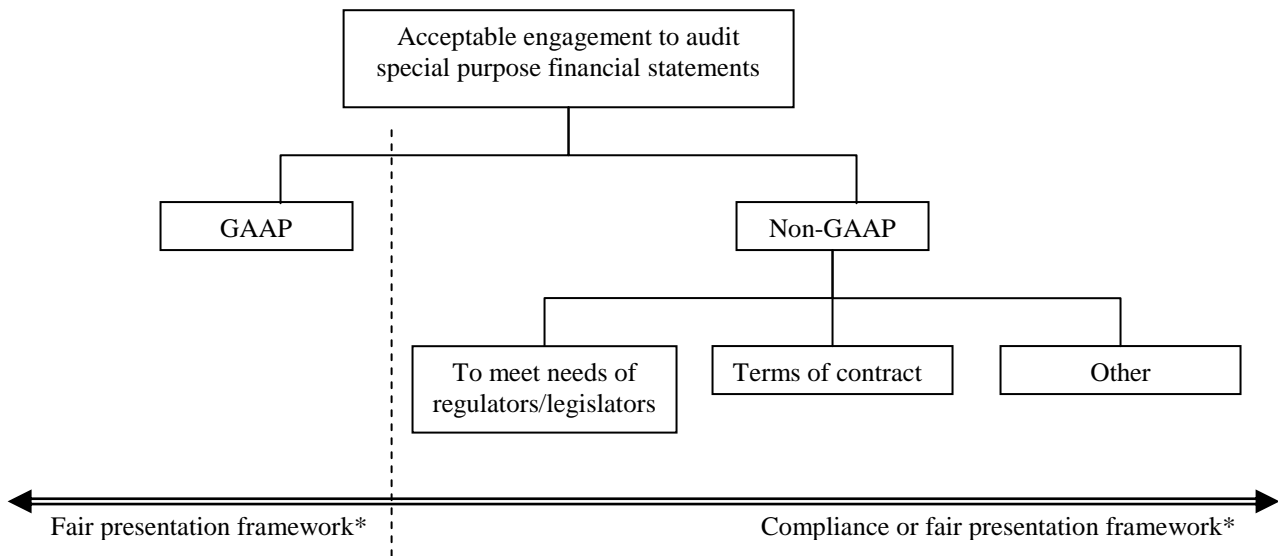 Acceptable engagement to audit
special purpose financial statements
GAAP
Non-GAAP
To meet needs of
regulators/legislators
Terms of contract
Other
Fair presentation framework*
Compliance or fair presentation framework*